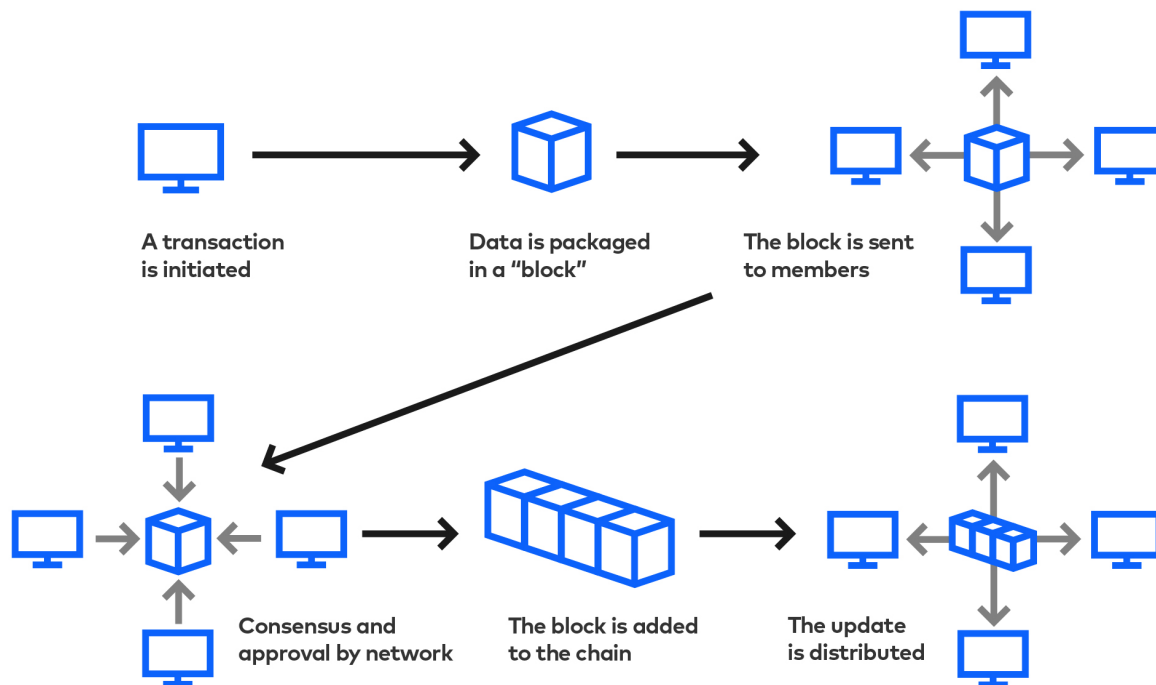 A transaction
is initiated
Data is packaged
in a “block”
The block is sent
to members
Consensus and
approval by network
The block is added
to the chain
The update
is distributed